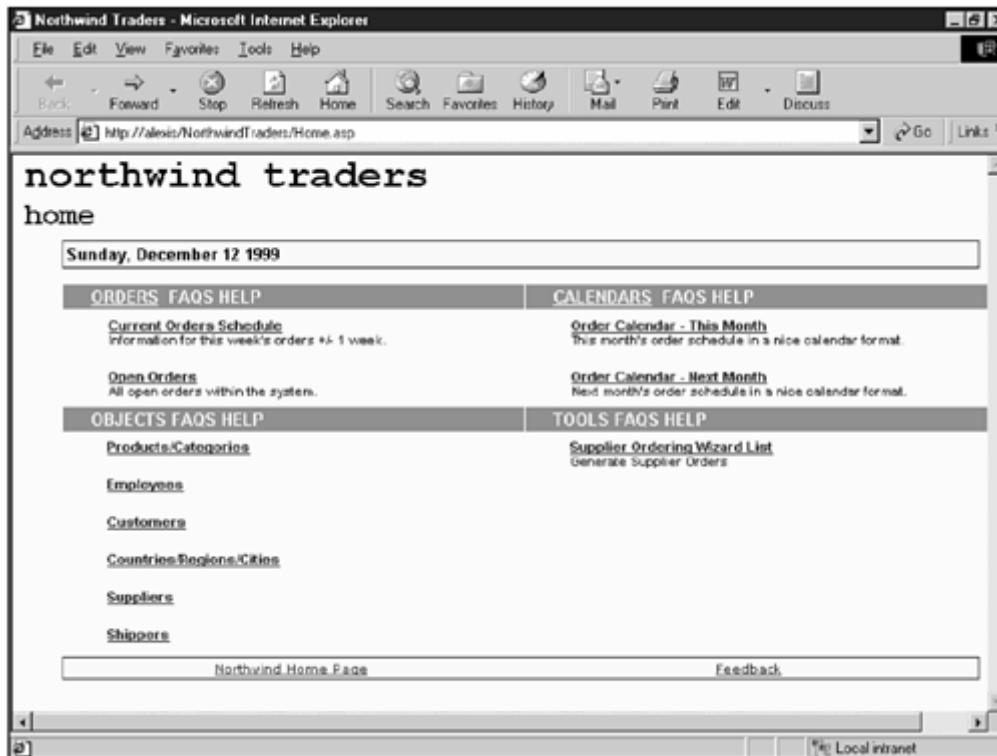 Northwind Traders - Microsoft Internet Explorer
File Edit View Favorites Tools Help
Back Forward Stop Refresh Home Search Favorites History Mail Print Edit Discuss
Address http://alexis/NorthwindTraders/Home.asp Go Links
northwind traders
home
Sunday, December 12 1999
ORDERS FAQS HELP CALENDARS FAQS HELP
Current Orders Schedule Order Calendar - This Month
Information for this week's orders +/- 1 week. This month's order schedule in a nice calendar format.
Open Orders Order Calendar - Next Month
All open orders within the system. Next month's order schedule in a nice calendar format.
OBJECTS FAQS HELP TOOLS FAQS HELP
Products/Categories Supplier Ordering Wizard List
Generate Supplier Orders
Employees
Customers
Countries/Regions/Cities
Suppliers
Shippers
Northwind Home Page Feedback
Local intranet